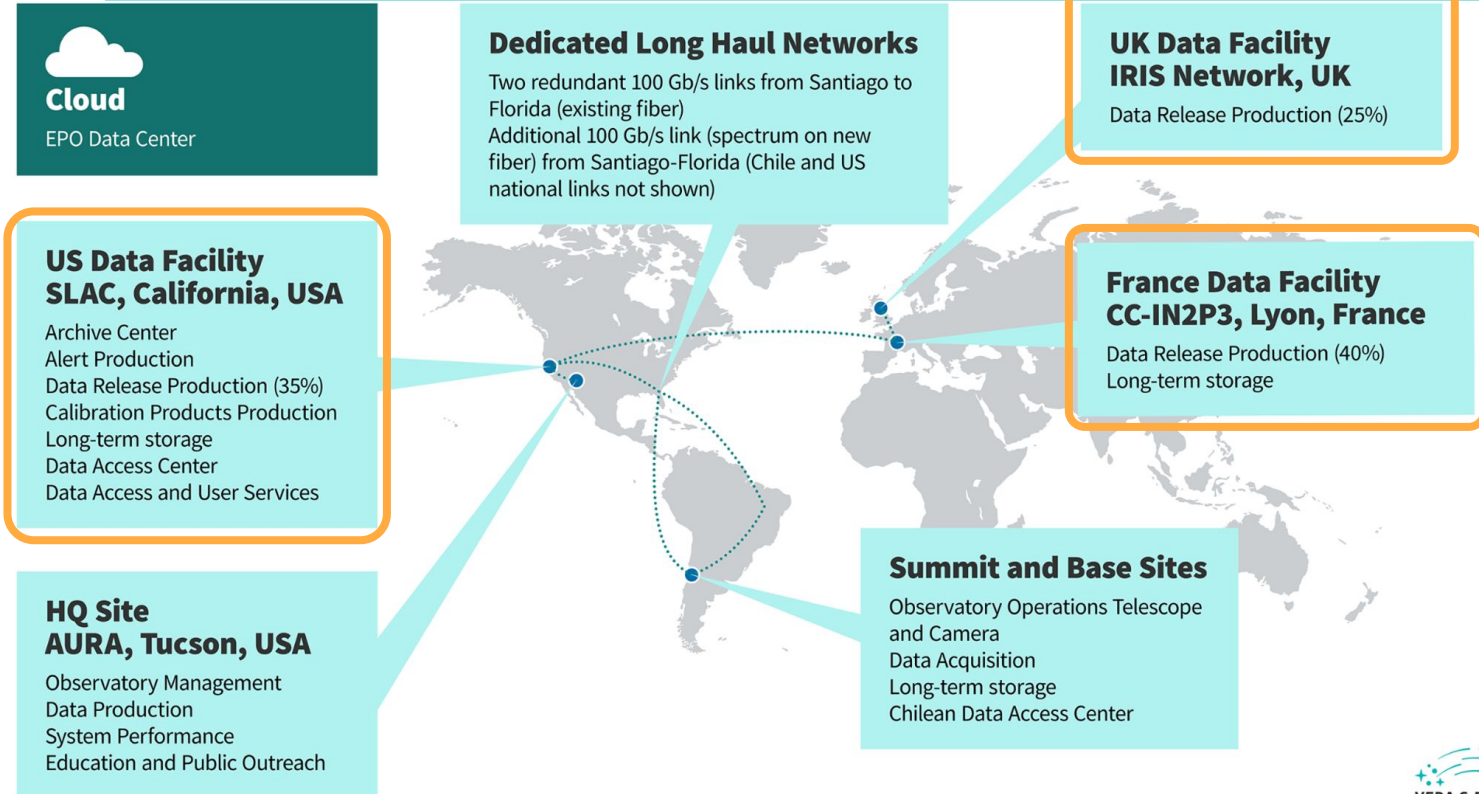 Cloud
EPO Data Center
Dedicated Long Haul Networks
Two redundant 100 Gb/s links from Santiago to
Florida (existing fiber)
Additional 100 Gb/s link (spectrum on new
fiber) from Santiago-Florida (Chile and US
national links not shown)
UK Data Facility
IRIS Network, UK
Data Release Production (25%)
US Data Facility
SLAC, California, USA
Archive Center
Alert Production
Data Release Production (35%)
Calibration Products Production
Long-term storage
Data Access Center
Data Access and User Services
France Data Facility
CC-IN2P3, Lyon, France
Data Release Production (40%)
Long-term storage
HQ Site
AURA, Tucson, USA
Observatory Management
Data Production
System Performance
Education and Public Outreach
Summit and Base Sites
Observatory Operations Telescope
and Camera
Data Acquisition
Long-term storage
Chilean Data Access Center